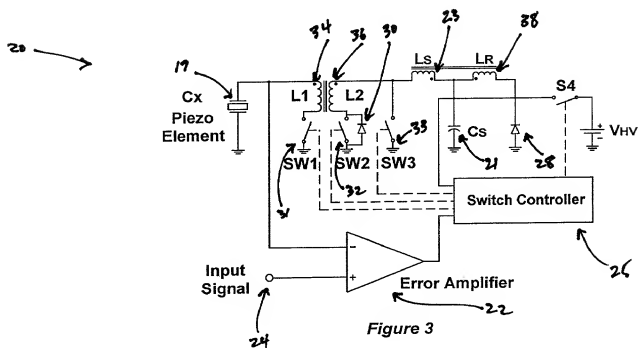 20
19
34
36
30
23
38
LS
LR
S4
Cx
Piezo
Element
L1
L2
VHV
SW1
SW2
SW3
33
CS
31
32
21
28
Switch Controller
26
Input
Signal
24
Error Amplifier
22
Figure 3